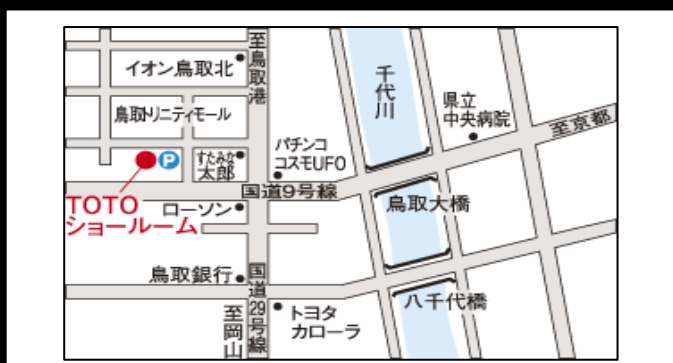 イオン鳥取北
至鳥取港
千代川
県立
中央病院
至京都
鳥取トリニティモール
P
すたみな
太郎
パチンコ
コスモUFO
国道9号線
鳥取大橋
TOTO
ショールーム
ローソン
鳥取銀行
国道29号線
至岡山
トヨタ
カローラ
八千代橋